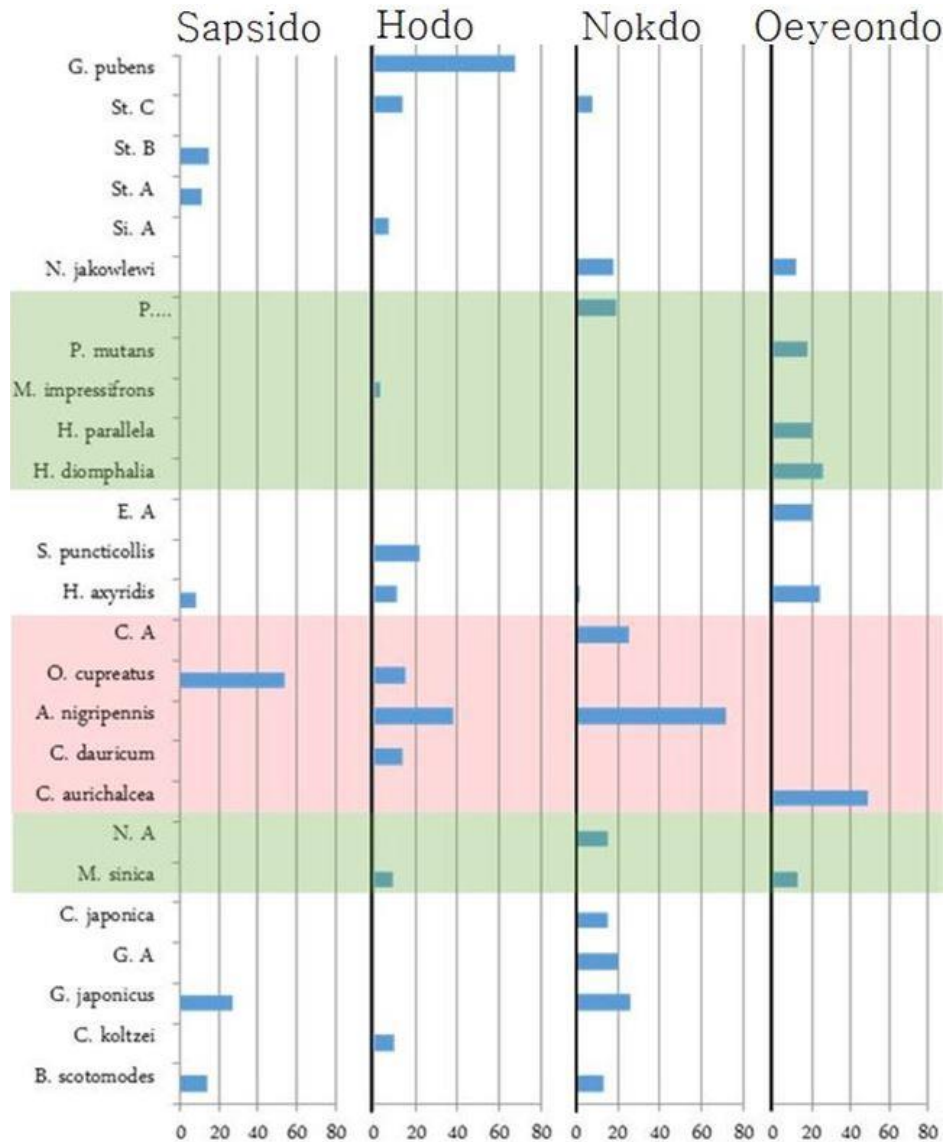 Sapsido Hodo Nokdo Oeyeondo
G. pubens
St. C
St. B
St. A
Si. A
N. jakowlewi
P....
P. mutans
M. impressifrons
H. parallela
H. diomphalia
E. A
S. puncticollis
H. axyridis
C. A
O. cupreatus
A. nigripennis
C. dauricum
C. aurichalcea
N. A
M. sinica
C. japonica
G. A
G. japonicus
C. koltzei
B. scotomodes
0 20 40 60 80 0 20 40 60 80 0 20 40 60 80 0 20 40 60 80